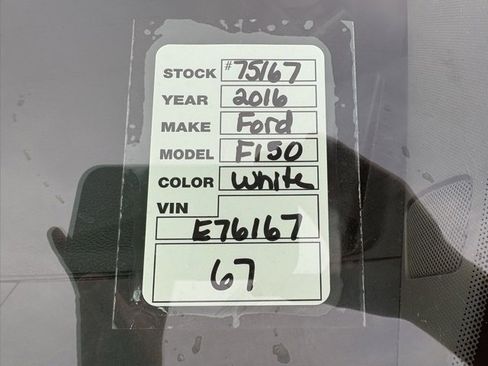 STOCK #75167
YEAR 2016
MAKE Ford
MODEL F150
COLOR White
VIN
E76167
67